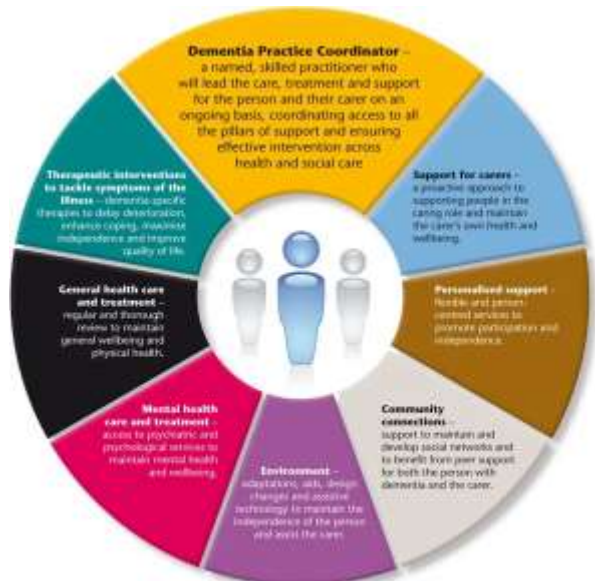 Dementia Practice Coordinator –
a named, skilled practitioner who
will lead the care, treatment and support
for the person and their carer on an
ongoing basis, coordinating access to all
the pillars of support and ensuring
effective intervention across
health and social care
Support for carers –
a proactive approach to
supporting people in the
caring role and maintain
the carer's own health and
wellbeing.
Personalised support –
flexible and person-
centred services to
promote participation and
independence.
Community
connections –
support to maintain and
develop social networks and
to benefit from peer support
for both the person with
dementia and the carer.
Environment –
adaptations, aids, design
changes and assistive
technology to maintain the
independence of the person
and assist the carer.
Mental health
care and treatment –
access to psychiatric and
psychological services to
maintain mental health
and wellbeing.
General health care
and treatment –
regular and thorough
review to maintain
general wellbeing and
physical health.
Therapeutic interventions
to tackle symptoms of the
illness – dementia-specific
therapies to delay deterioration,
enhance coping, maximise
independence and improve
quality of life.